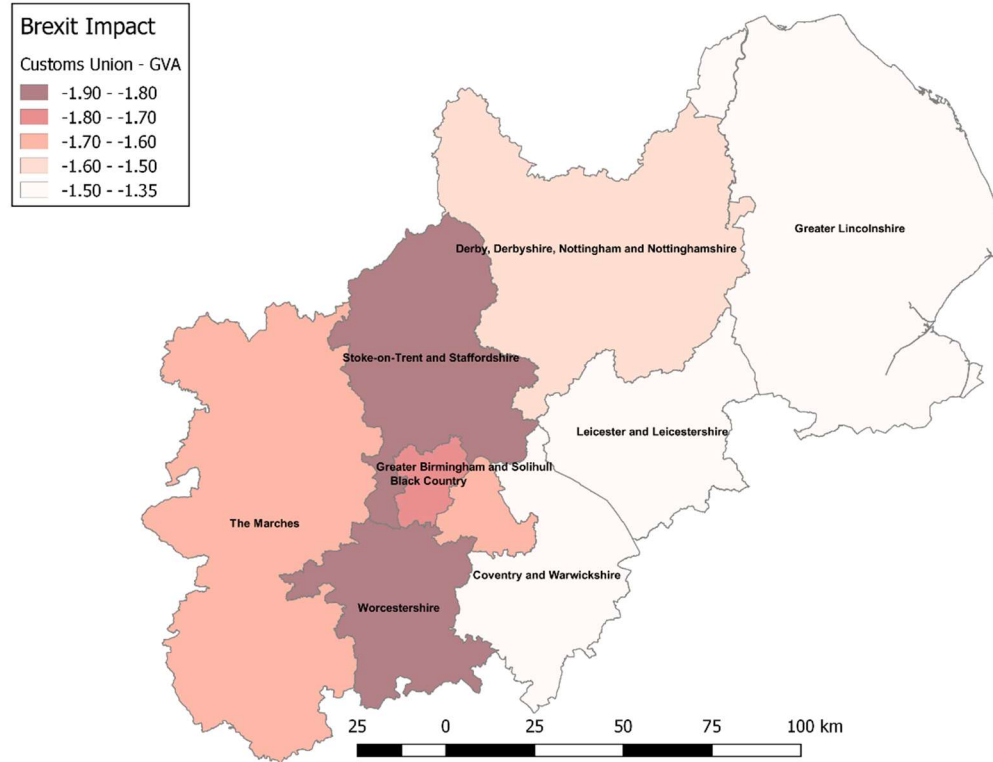 Brexit Impact
Customs Union - GVA
-1.90 - -1.80
-1.80 - -1.70
-1.70 - -1.60
-1.60 - -1.50
-1.50 - -1.35
Greater Lincolnshire
Derby, Derbyshire, Nottingham and Nottinghamshire
Stoke-on-Trent and Staffordshire
Leicester and Leicestershire
Greater Birmingham and Solihull
Black Country
The Marches
Coventry and Warwickshire
Worcestershire
25 0 25 50 75 100 km